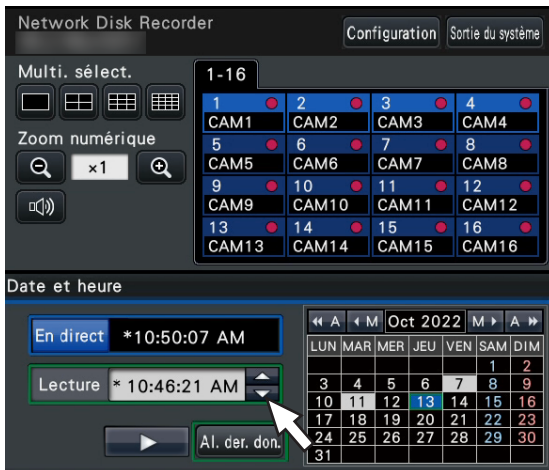 Network Disk Recorder
Configuration
Sortie du système
Multi. sélect.
1-16
1 2 3 4
CAM1 CAM2 CAM3 CAM4
Zoom numérique
5 6 7 8
CAM5 CAM6 CAM7 CAM8
×1
9 10 11 12
CAM9 CAM10 CAM11 CAM12
13 14 15 16
CAM13 CAM14 CAM15 CAM16
Date et heure
En direct *10:50:07 AM
Lecture * 10:46:21 AM
Al. der. don.
A M Oct 2022 M A
LUN MAR MER JEU VEN SAM DIM
1 2
3 4 5 6 7 8 9
10 11 12 13 14 15 16
17 18 19 20 21 22 23
24 25 26 27 28 29 30
31